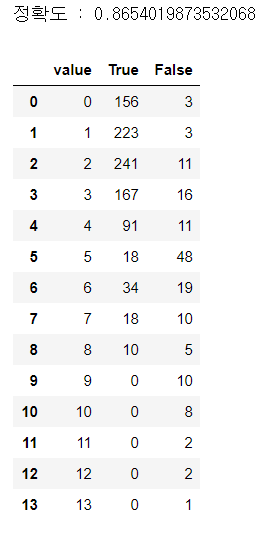 정확도 : 0.8654019873532068
value True False
0 0 156 3
1 1 223 3
2 2 241 11
3 3 167 16
4 4 91 11
5 5 18 48
6 6 34 19
7 7 18 10
8 8 10 5
9 9 0 10
10 10 0 8
11 11 0 2
12 12 0 2
13 13 0 1